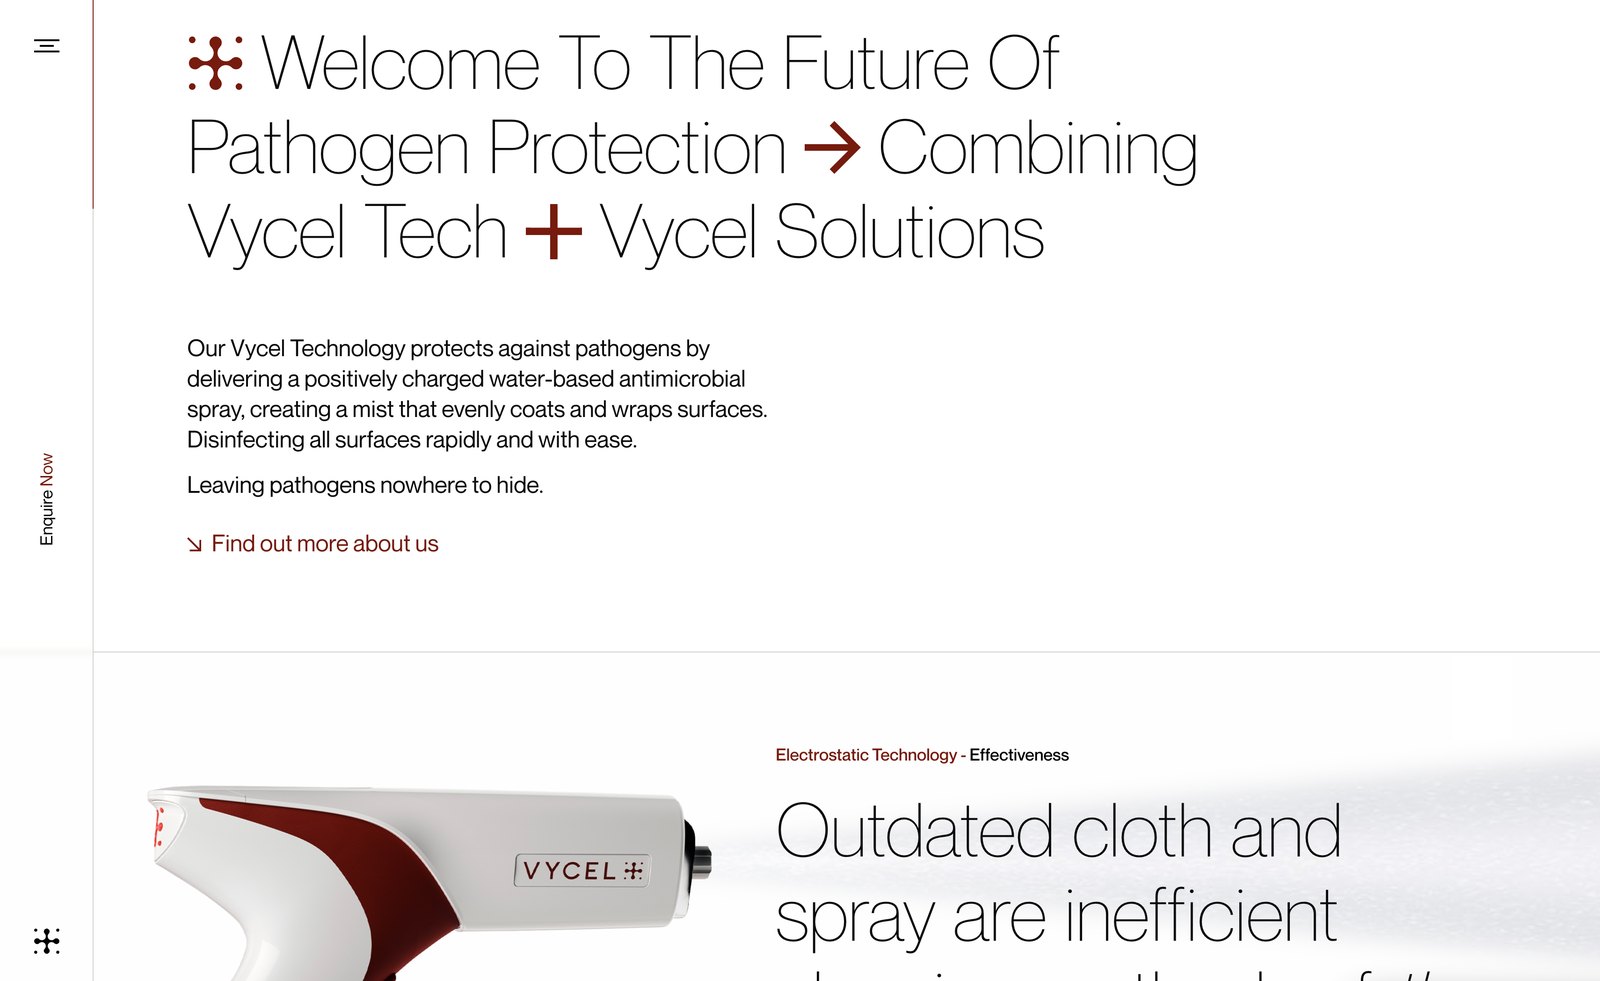 Welcome To The Future Of
Pathogen Protection → Combining
Vycel Tech + Vycel Solutions
Our Vycel Technology protects against pathogens by
delivering a positively charged water-based antimicrobial
spray, creating a mist that evenly coats and wraps surfaces.
Disinfecting all surfaces rapidly and with ease.
Leaving pathogens nowhere to hide.
↘ Find out more about us
Enquire Now
Electrostatic Technology - Effectiveness
Outdated cloth and
spray are inefficient
VYCEL